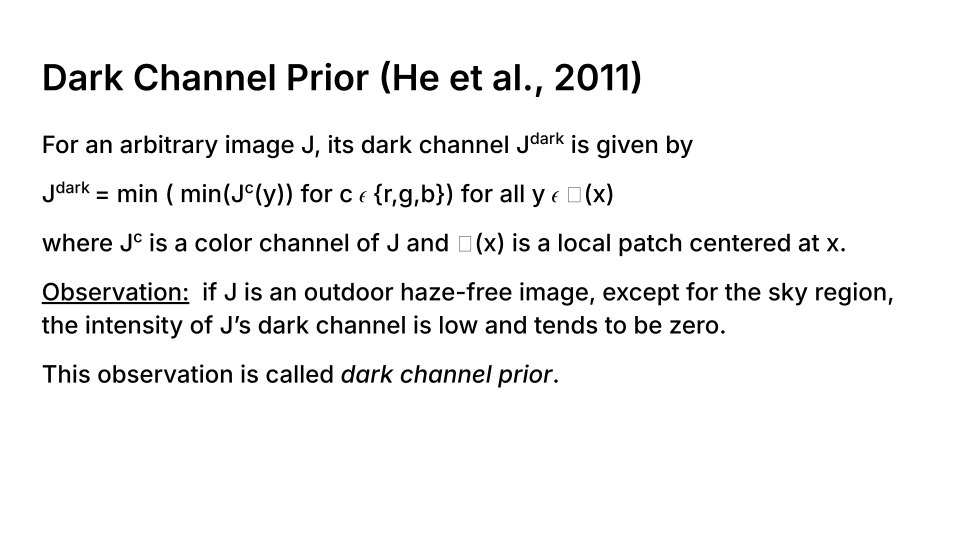 Dark Channel Prior (He et al., 2011)
For an arbitrary image J, its dark channel J^dark is given by
J^dark = min ( min(J^c(y)) for c ϵ {r,g,b}) for all y ϵ □(x)
where J^c is a color channel of J and □(x) is a local patch centered at x.
Observation: if J is an outdoor haze-free image, except for the sky region,
the intensity of J’s dark channel is low and tends to be zero.
This observation is called dark channel prior.